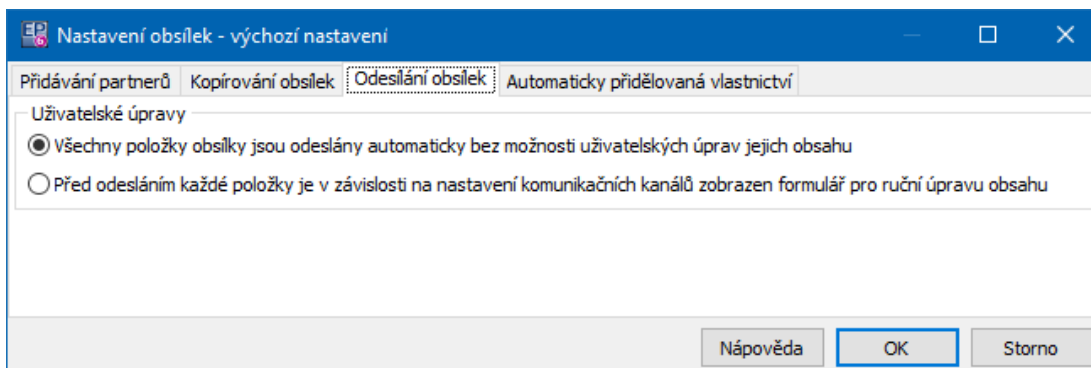 EP 6 Nastavení obsílek - výchozí nastavení
Přidávání partnerů Kopírování obsílek Odesílání obsílek Automaticky přidělovaná vlastnictví
Uživatelské úpravy
Všechny položky obsílky jsou odeslány automaticky bez možnosti uživatelských úprav jejich obsahu
Před odesláním každé položky je v závislosti na nastavení komunikačních kanálů zobrazen formulář pro ruční úpravu obsahu
Nápověda OK Storno